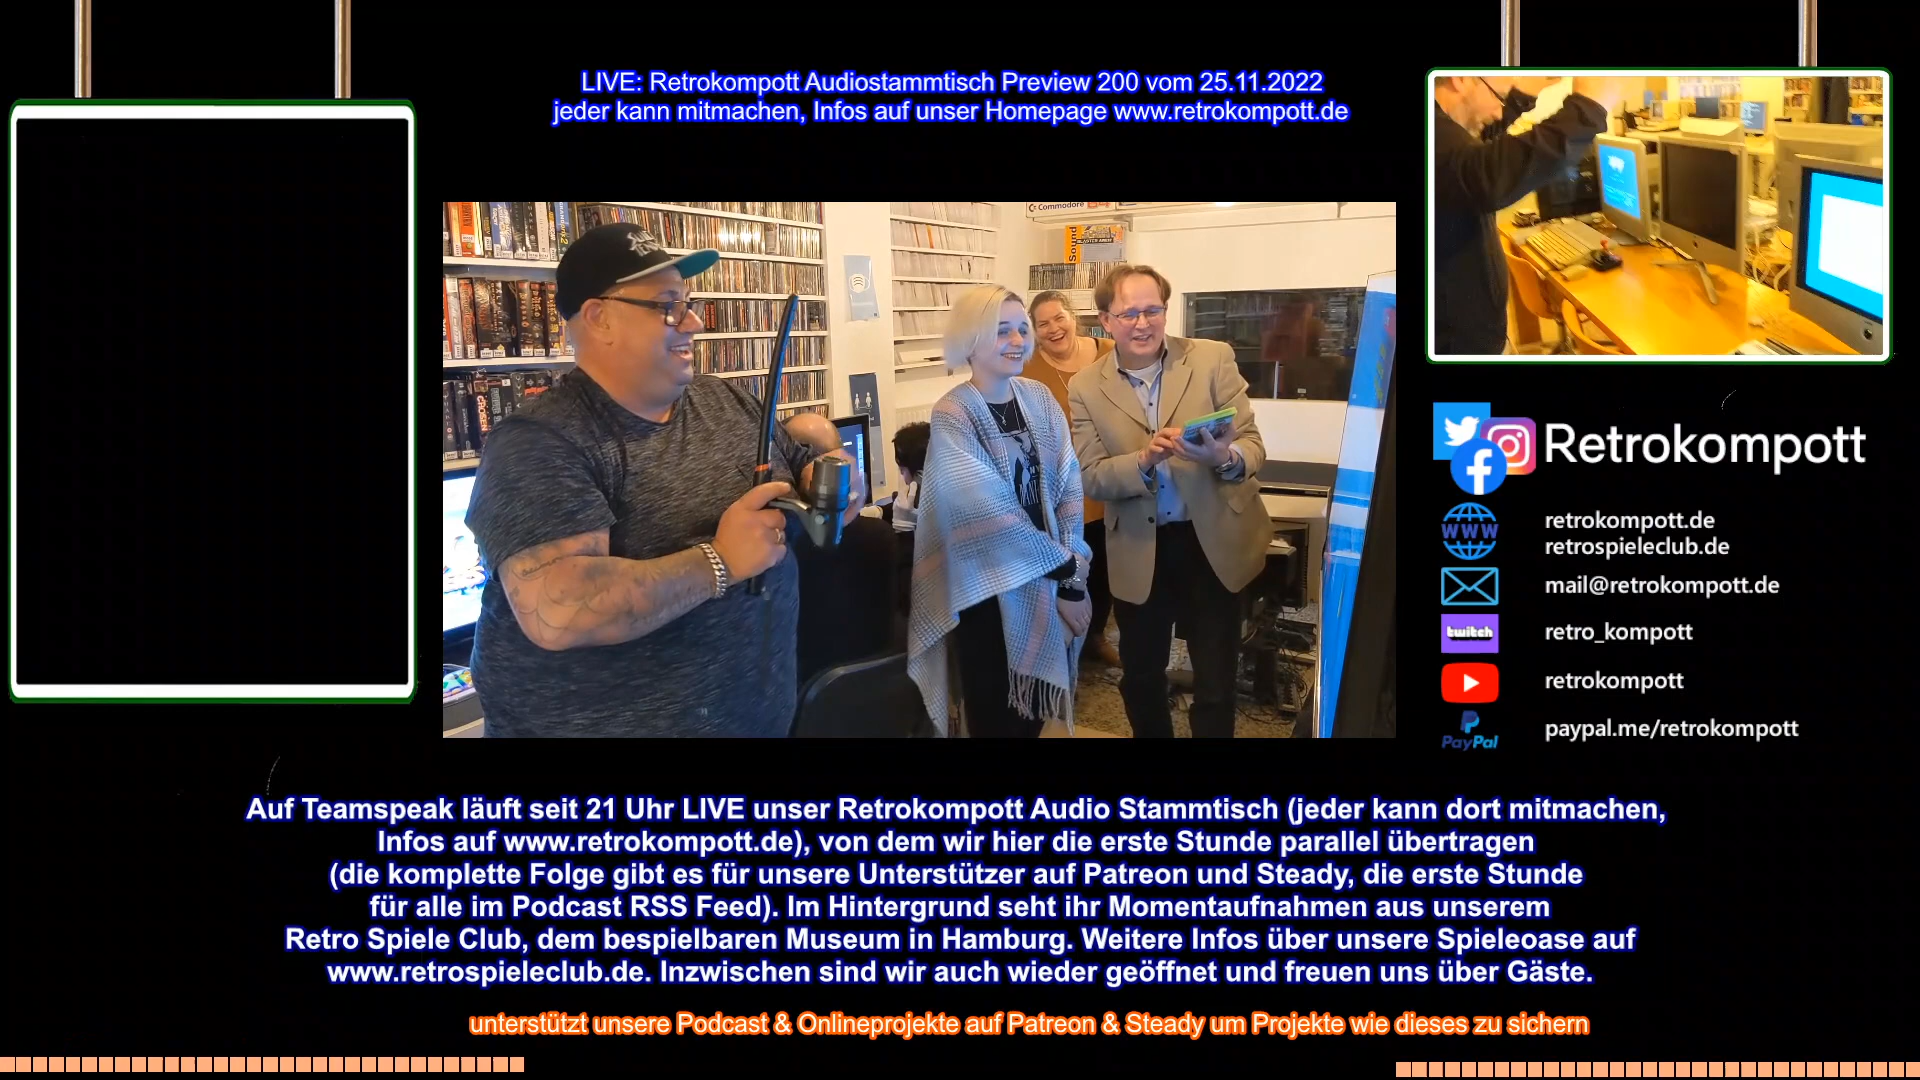 LIVE: Retrokompott Audiostammtisch Preview 200 vom 25.11.2022
jeder kann mitmachen, Infos auf unser Homepage www.retrokompott.de
Commodore
Sound
Retrokompott
WWW
retrokompott.de
retrospieleclub.de
mail@retrokompott.de
twitch
retro_kompott
retrokompott
PayPal
paypal.me/retrokompott
Auf Teamspeak läuft seit 21 Uhr LIVE unser Retrokompott Audio Stammtisch (jeder kann dort mitmachen,
Infos auf www.retrokompott.de), von dem wir hier die erste Stunde parallel übertragen
(die komplette Folge gibt es für unsere Unterstützer auf Patreon und Steady, die erste Stunde
für alle im Podcast RSS Feed). Im Hintergrund seht ihr Momentaufnahmen aus unserem
Retro Spiele Club, dem bespielbaren Museum in Hamburg. Weitere Infos über unsere Spieleoase auf
www.retrospieleclub.de. Inzwischen sind wir auch wieder geöffnet und freuen uns über Gäste.
unterstützt unsere Podcast & Onlineprojekte auf Patreon & Steady um Projekte wie dieses zu sichern